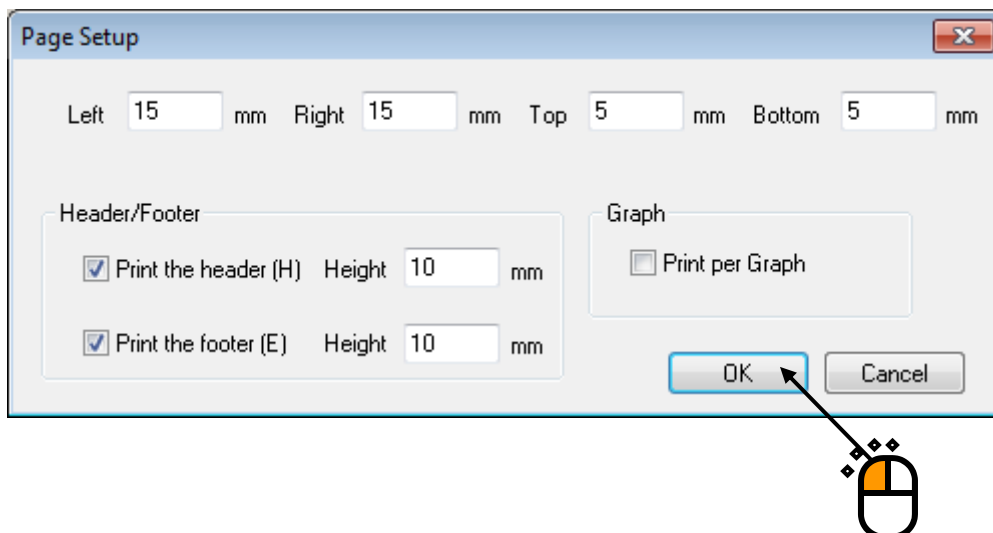 Page Setup
Left 15 mm Right 15 mm Top 5 mm Bottom 5 mm
Header/Footer
Print the header (H) Height 10 mm
Print the footer (E) Height 10 mm
Graph
Print per Graph
OK Cancel